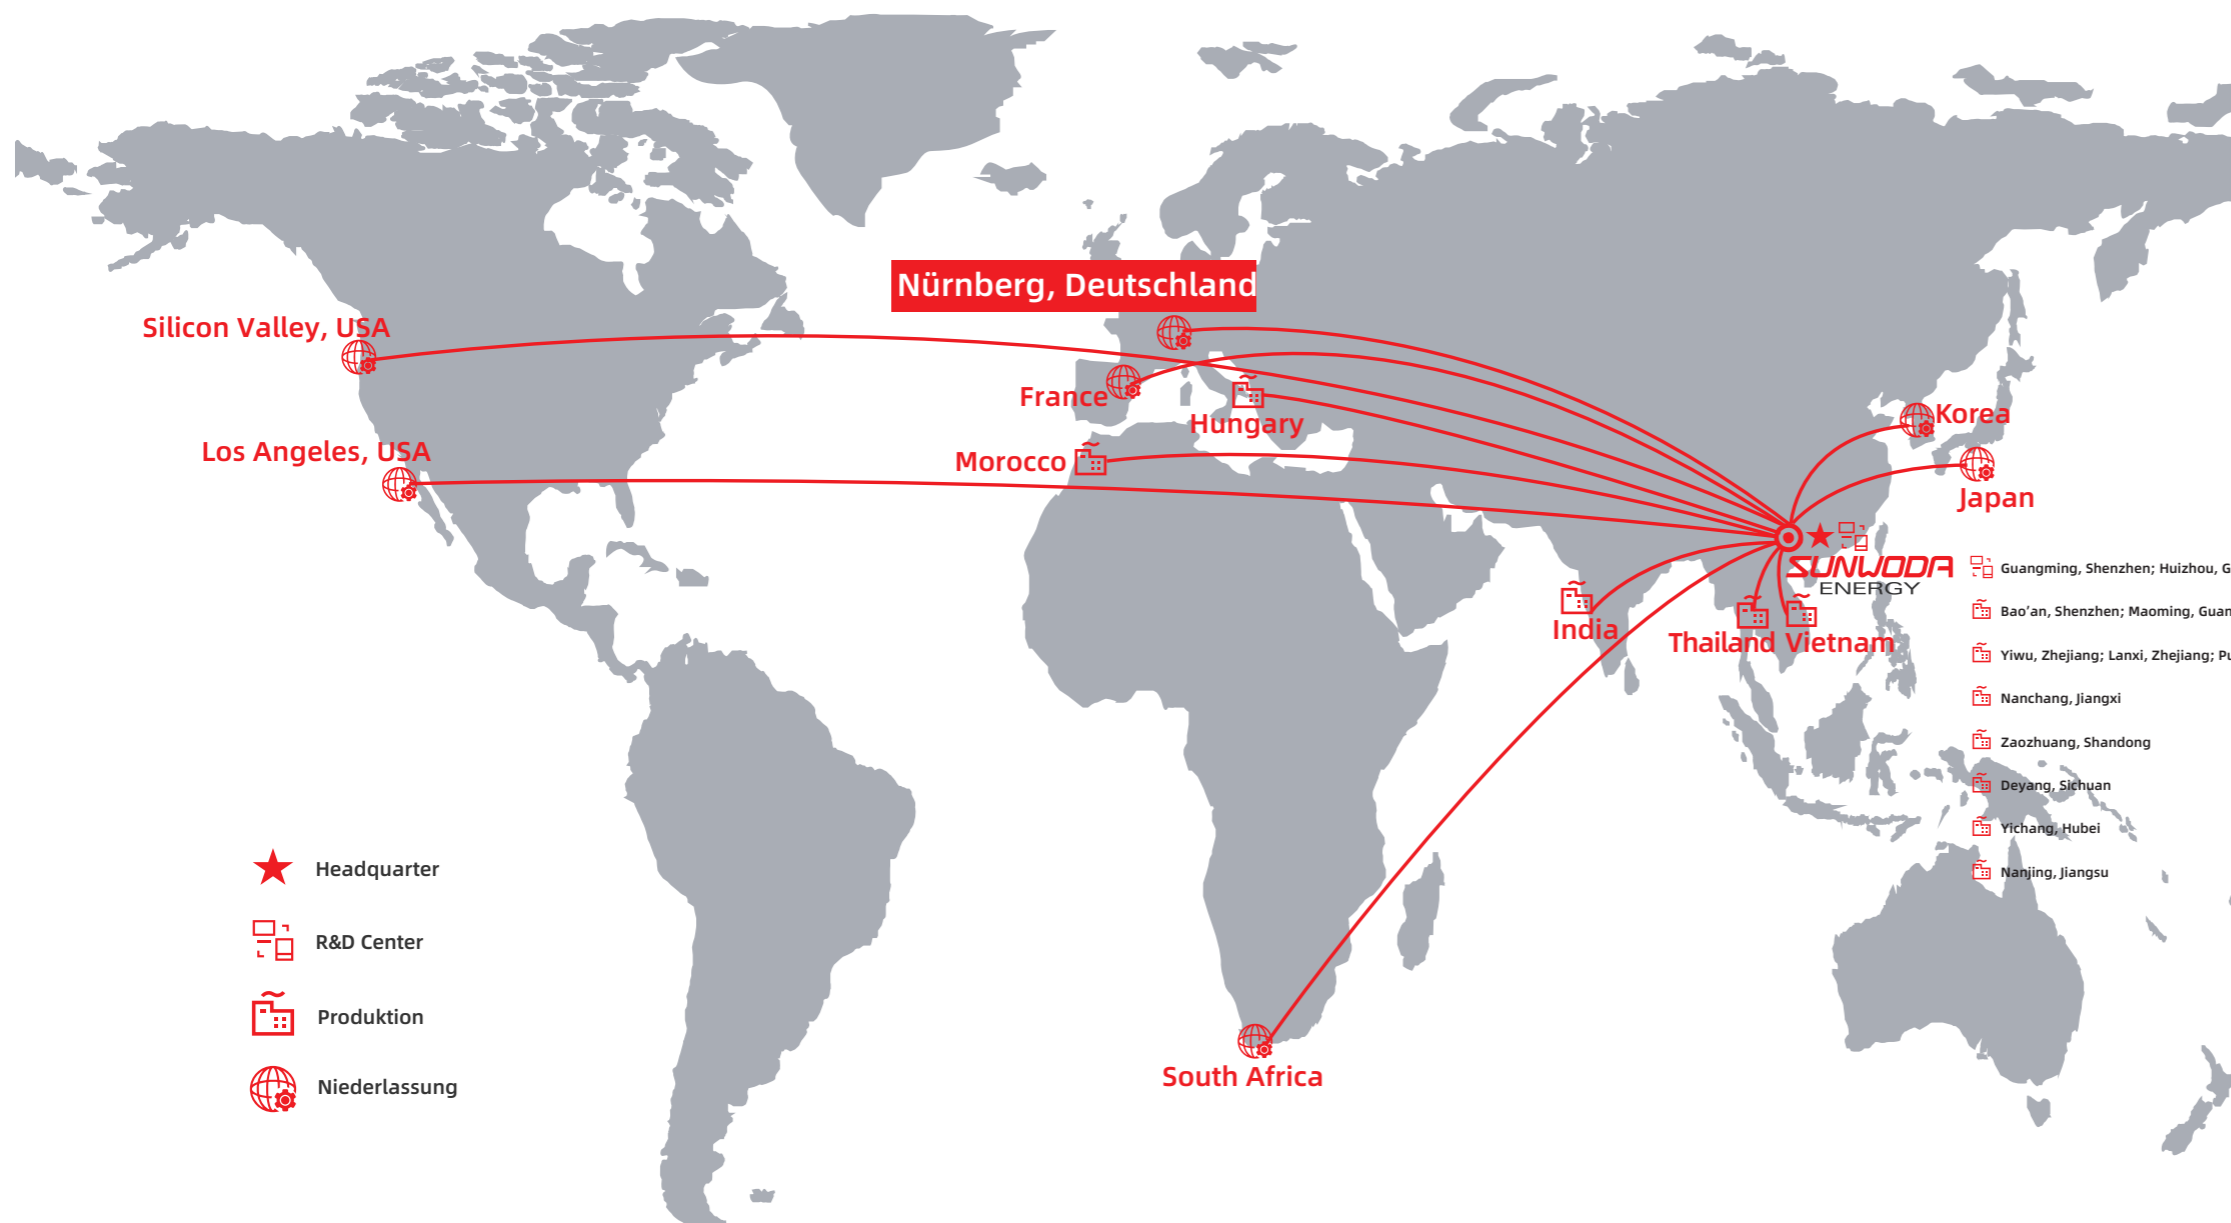 Nürnberg, Deutschland
Silicon Valley, USA
France
Hungary
Korea
Los Angeles, USA
Morocco
Japan
SUNWODA
ENERGY
India
Thailand
Vietnam
South Africa
Guangming, Shenzhen; Huizhou, G
Bao'an, Shenzhen; Maoming, Guan
Yiwu, Zhejiang; Lanxi, Zhejiang; Pu
Nanchang, Jiangxi
Zaozhuang, Shandong
Deyang, Sichuan
Yichang, Hubei
Nanjing, Jiangsu
Headquarter
R&D Center
Produktion
Niederlassung